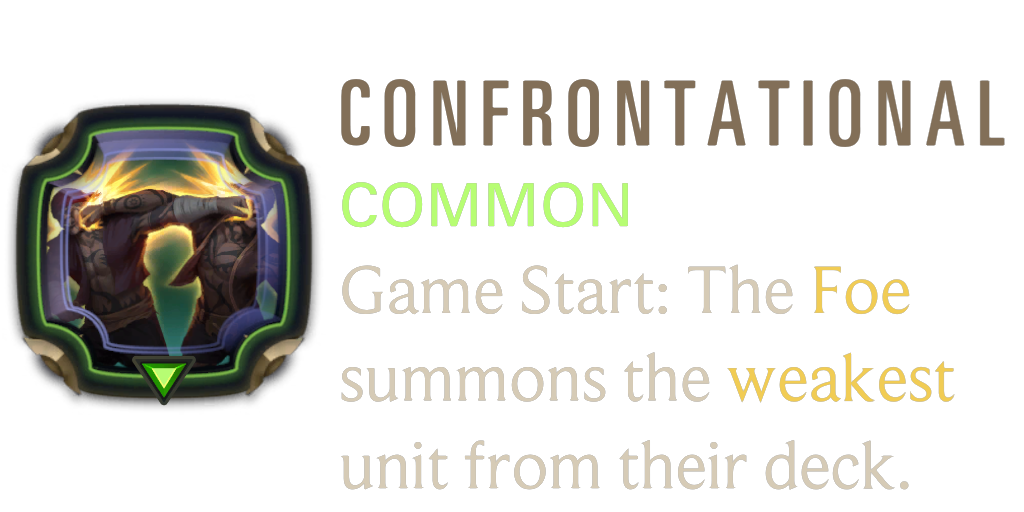 CONFRONTATIONAL
COMMON
Game Start: The Foe
summons the weakest
unit from their deck.